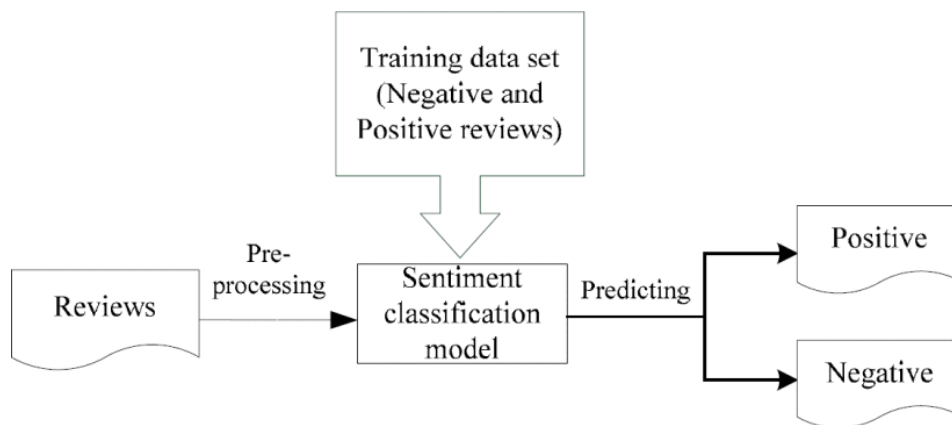 Training data set
(Negative and
Positive reviews)
Reviews
Pre-
processing
Sentiment
classification
model
Predicting
Positive
Negative